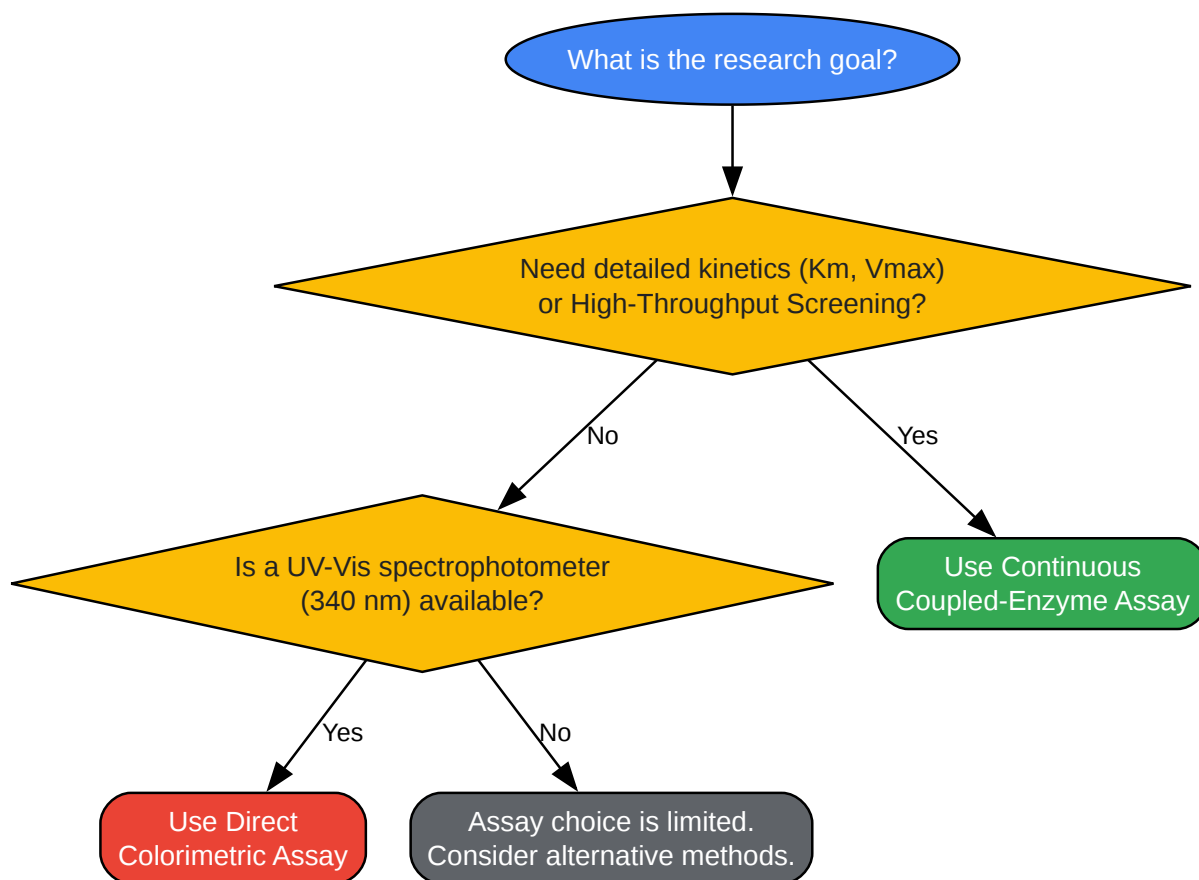 What is the research goal?
Need detailed kinetics (Km, Vmax)
or High-Throughput Screening?
No
Yes
Is a UV-Vis spectrophotometer
(340 nm) available?
Use Continuous
Coupled-Enzyme Assay
Yes
No
Use Direct
Colorimetric Assay
Assay choice is limited.
Consider alternative methods.